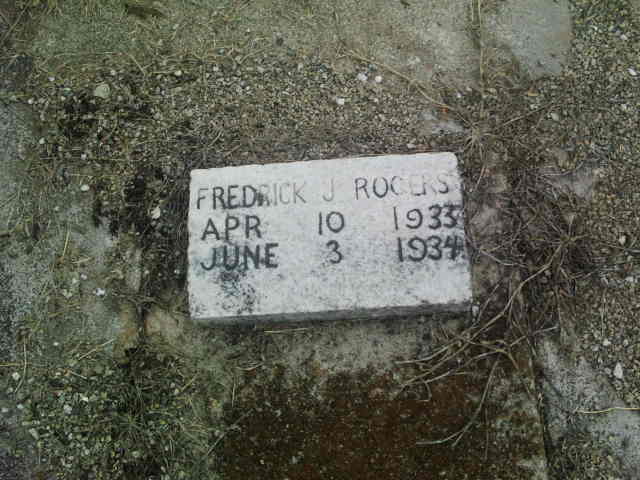 FREDRICK J ROGERS
APR 10 1933
JUNE 3 1934